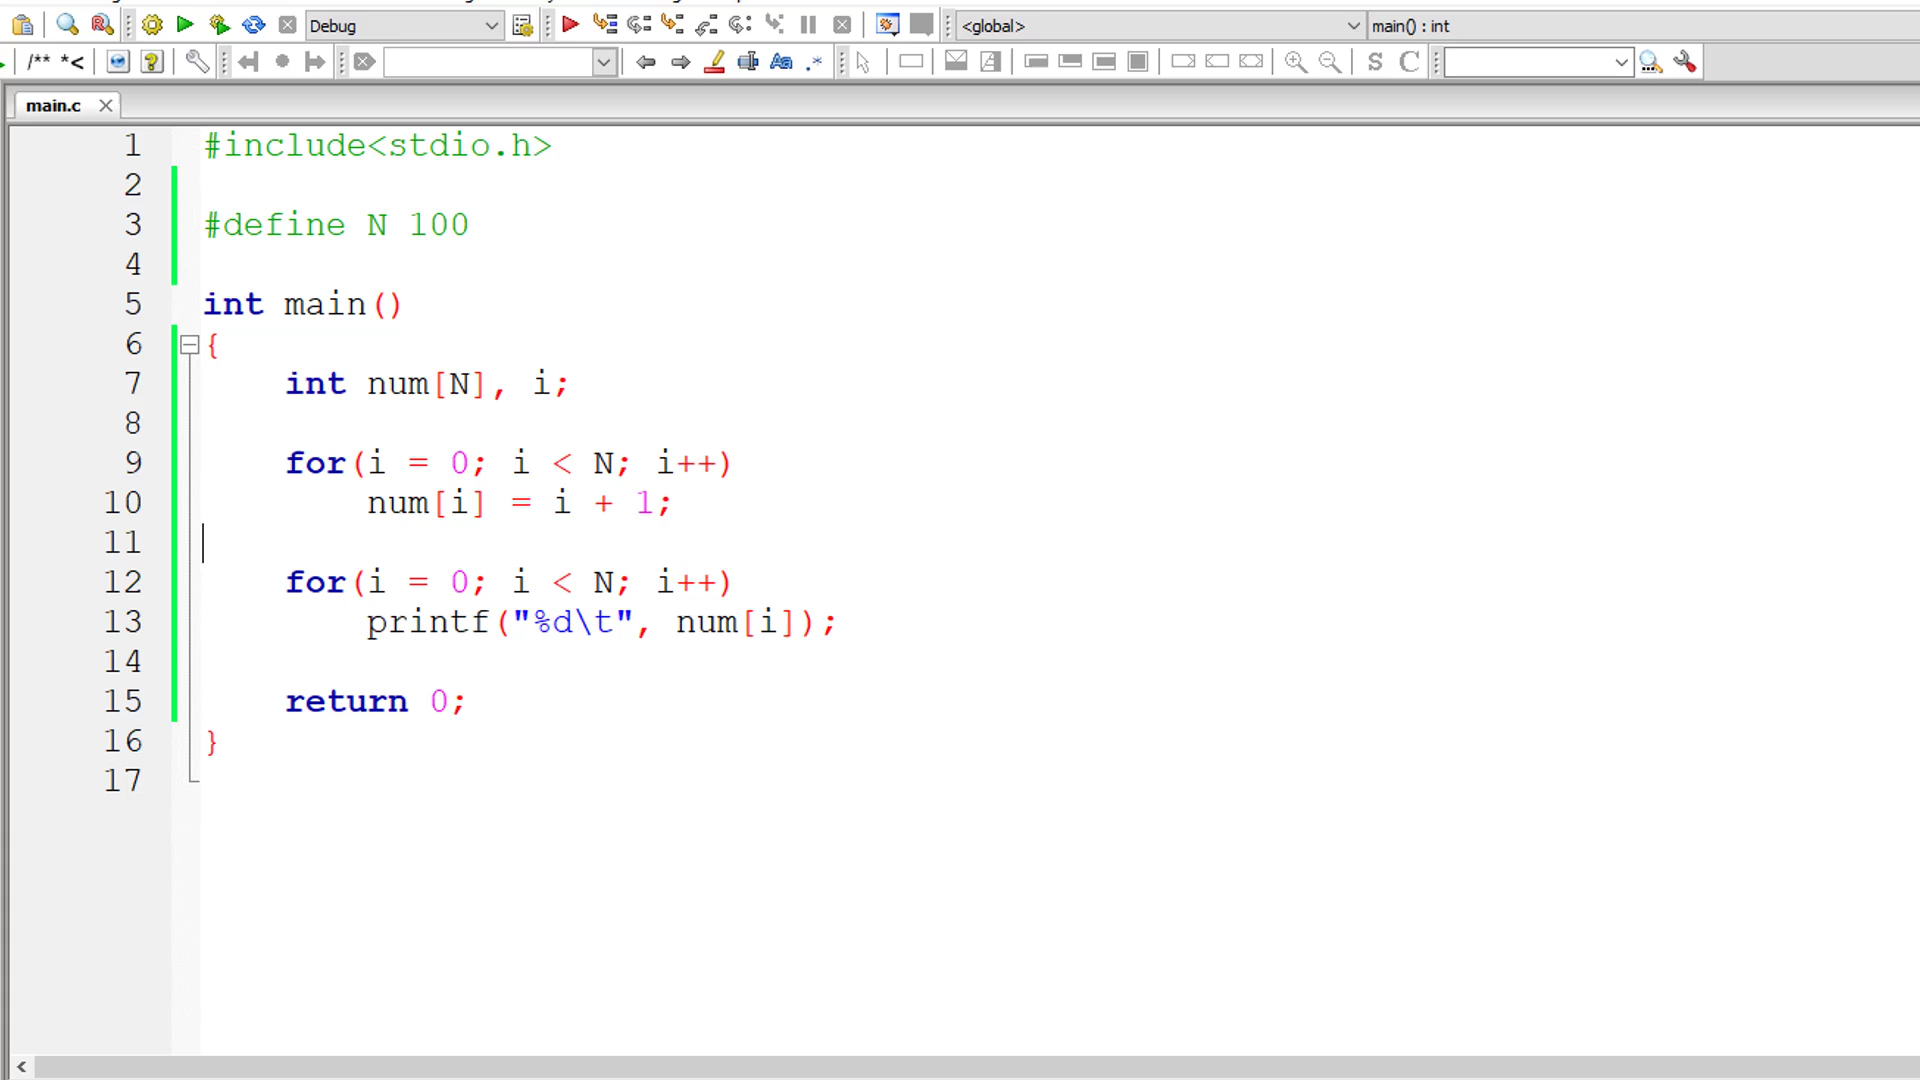 Debug
<global>
main() : int
/** *<
Aa
.*
S
C
main.c
1 #include<stdio.h>
2
3 #define N 100
4
5 int main()
6 {
7     int num[N], i;
8
9     for(i = 0; i < N; i++)
10         num[i] = i + 1;
11
12     for(i = 0; i < N; i++)
13         printf("%d\t", num[i]);
14
15     return 0;
16 }
17